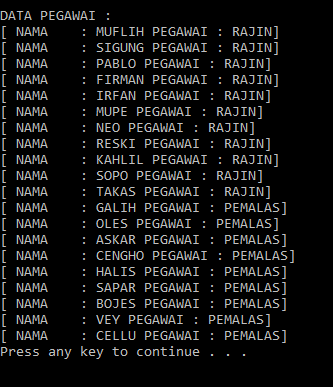 DATA PEGAWAI :
[ NAMA    : MUFLIH PEGAWAI : RAJIN]
[ NAMA    : SIGUNG PEGAWAI : RAJIN]
[ NAMA    : PABLO PEGAWAI : RAJIN]
[ NAMA    : FIRMAN PEGAWAI : RAJIN]
[ NAMA    : IRFAN PEGAWAI : RAJIN]
[ NAMA    : MUPE PEGAWAI : RAJIN]
[ NAMA    : NEO PEGAWAI : RAJIN]
[ NAMA    : RESKI PEGAWAI : RAJIN]
[ NAMA    : KAHLIL PEGAWAI : RAJIN]
[ NAMA    : SOPO PEGAWAI : RAJIN]
[ NAMA    : TAKAS PEGAWAI : RAJIN]
[ NAMA    : GALIH PEGAWAI : PEMALAS]
[ NAMA    : OLES PEGAWAI : PEMALAS]
[ NAMA    : ASKAR PEGAWAI : PEMALAS]
[ NAMA    : CENGHO PEGAWAI : PEMALAS]
[ NAMA    : HALIS PEGAWAI : PEMALAS]
[ NAMA    : SAPAR PEGAWAI : PEMALAS]
[ NAMA    : BOJES PEGAWAI : PEMALAS]
[ NAMA    : VEY PEGAWAI : PEMALAS]
[ NAMA    : CELLU PEGAWAI : PEMALAS]
Press any key to continue . . .